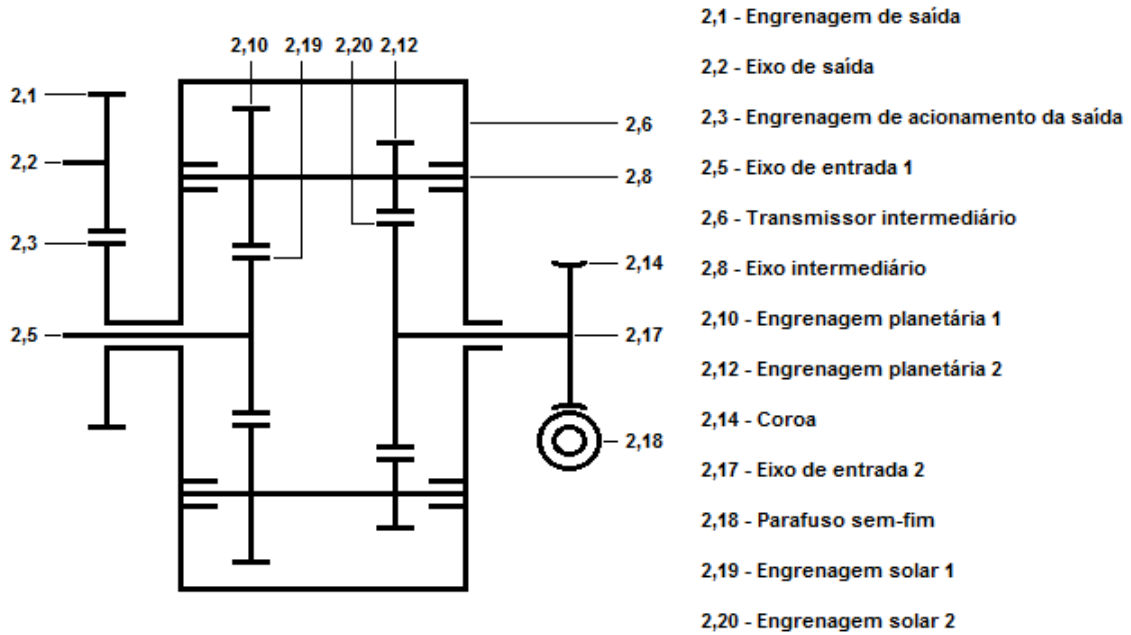 2,10 2,19 2,20 2,12
2,1
2,2
2,3
2,5
2,6
2,8
2,14
2,17
2,18
2,1 - Engrenagem de saída
2,2 - Eixo de saída
2,3 - Engrenagem de acionamento da saída
2,5 - Eixo de entrada 1
2,6 - Transmissor intermediário
2,8 - Eixo intermediário
2,10 - Engrenagem planetária 1
2,12 - Engrenagem planetária 2
2,14 - Coroa
2,17 - Eixo de entrada 2
2,18 - Parafuso sem-fim
2,19 - Engrenagem solar 1
2,20 - Engrenagem solar 2